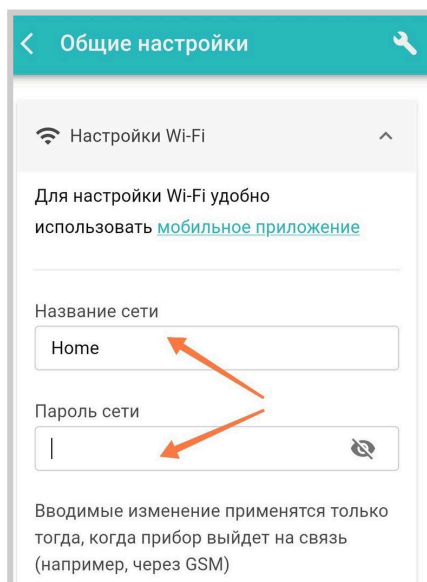 Общие настройки
Настройки Wi-Fi
Для настройки Wi-Fi удобно
использовать мобильное приложение
Название сети
Home
Пароль сети
Вводимые изменение применятся только
тогда, когда прибор выйдет на связь
(например, через GSM)